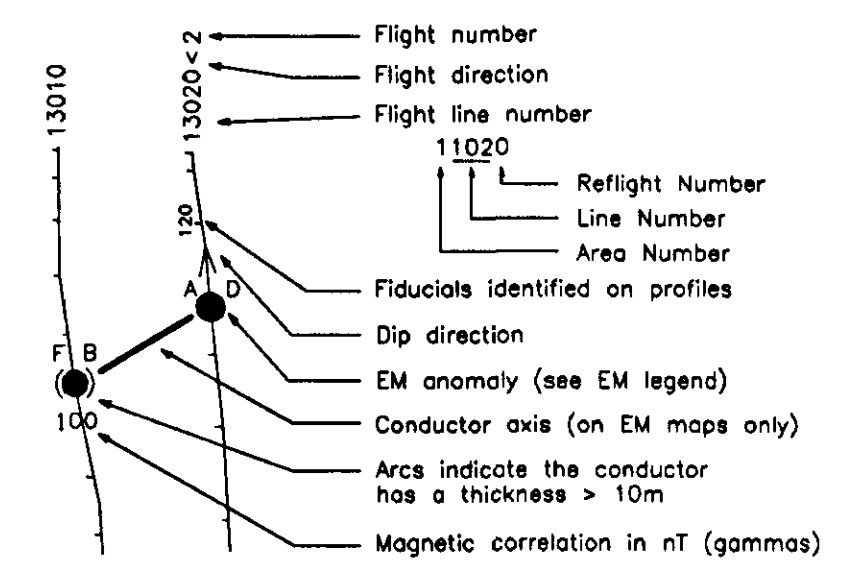 13010
13020<2
Flight number
Flight direction
Flight line number
11020
Reflight Number
Line Number
Area Number
120
A D
Fiducials identified on profiles
Dip direction
F B
EM anomaly (see EM legend)
100
Conductor axis (on EM maps only)
Arcs indicate the conductor
has a thickness > 10m
Magnetic correlation in nT (gammas)